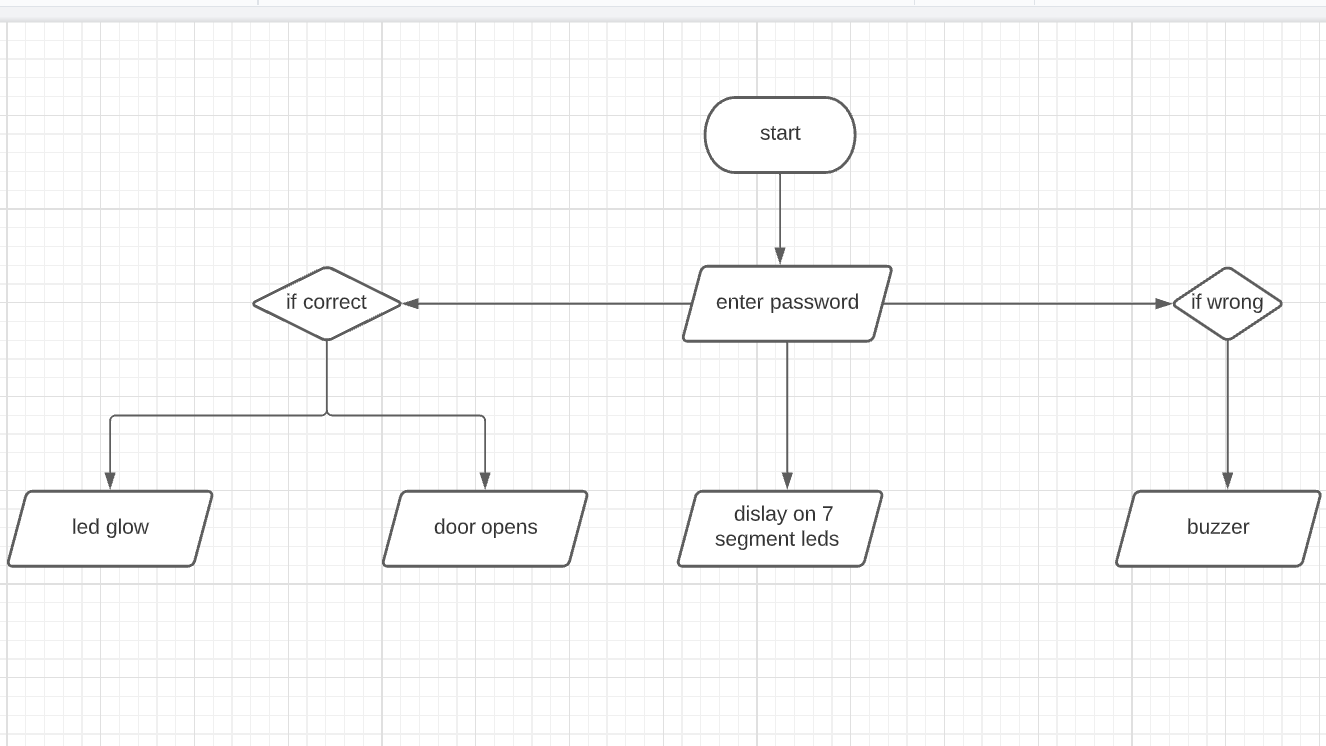 start
if correct
enter password
if wrong
led glow
door opens
dislay on 7
segment leds
buzzer